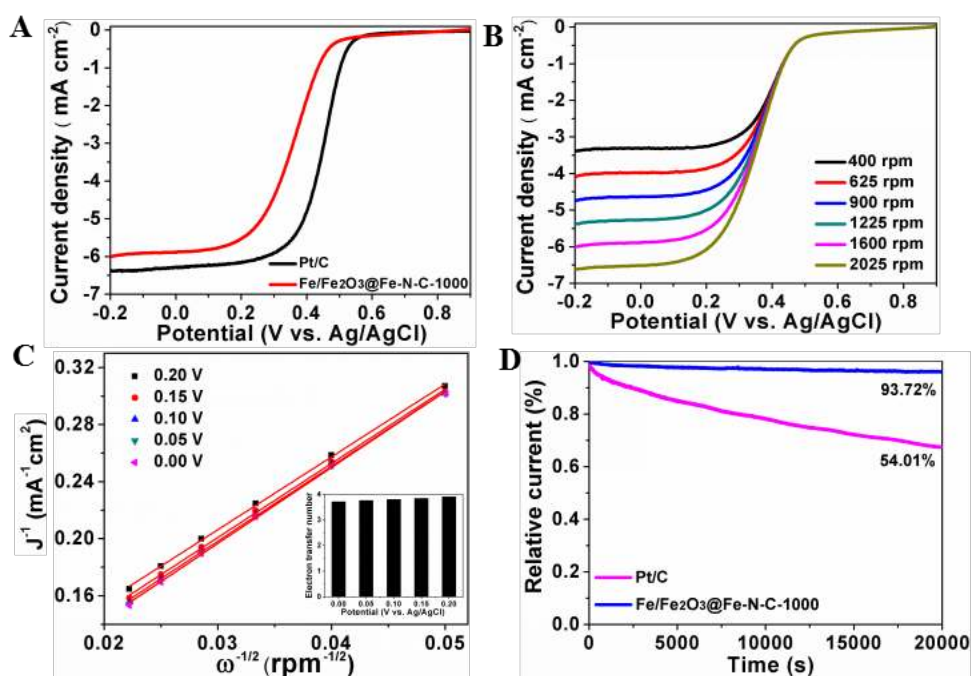 A
0
-1
-2
-3
-4
-5
-6
-7
Current density ( mA cm⁻²)
Pt/C
Fe/Fe₂O₃@Fe-N-C-1000
-0.2 0.0 0.2 0.4 0.6 0.8
Potential (V vs. Ag/AgCl)
B
0
-1
-2
-3
-4
-5
-6
-7
Current density ( mA cm⁻²)
400 rpm
625 rpm
900 rpm
1225 rpm
1600 rpm
2025 rpm
-0.2 0.0 0.2 0.4 0.6 0.8
Potential (V vs. Ag/AgCl)
C
0.32
0.28
0.24
0.20
0.16
J⁻¹ (mA⁻¹cm²)
0.20 V
0.15 V
0.10 V
0.05 V
0.00 V
4
3
2
1
0
Electron transfer number
0.00 0.05 0.10 0.15 0.20
Potential (V vs. Ag/AgCl)
0.02 0.03 0.04 0.05
ω⁻¹/² (rpm⁻¹/²)
D
1.0
0.8
0.6
0.4
0.2
0.0
Relative current (%)
93.72%
54.01%
Pt/C
Fe/Fe₂O₃@Fe-N-C-1000
0 5000 10000 15000 20000
Time (s)